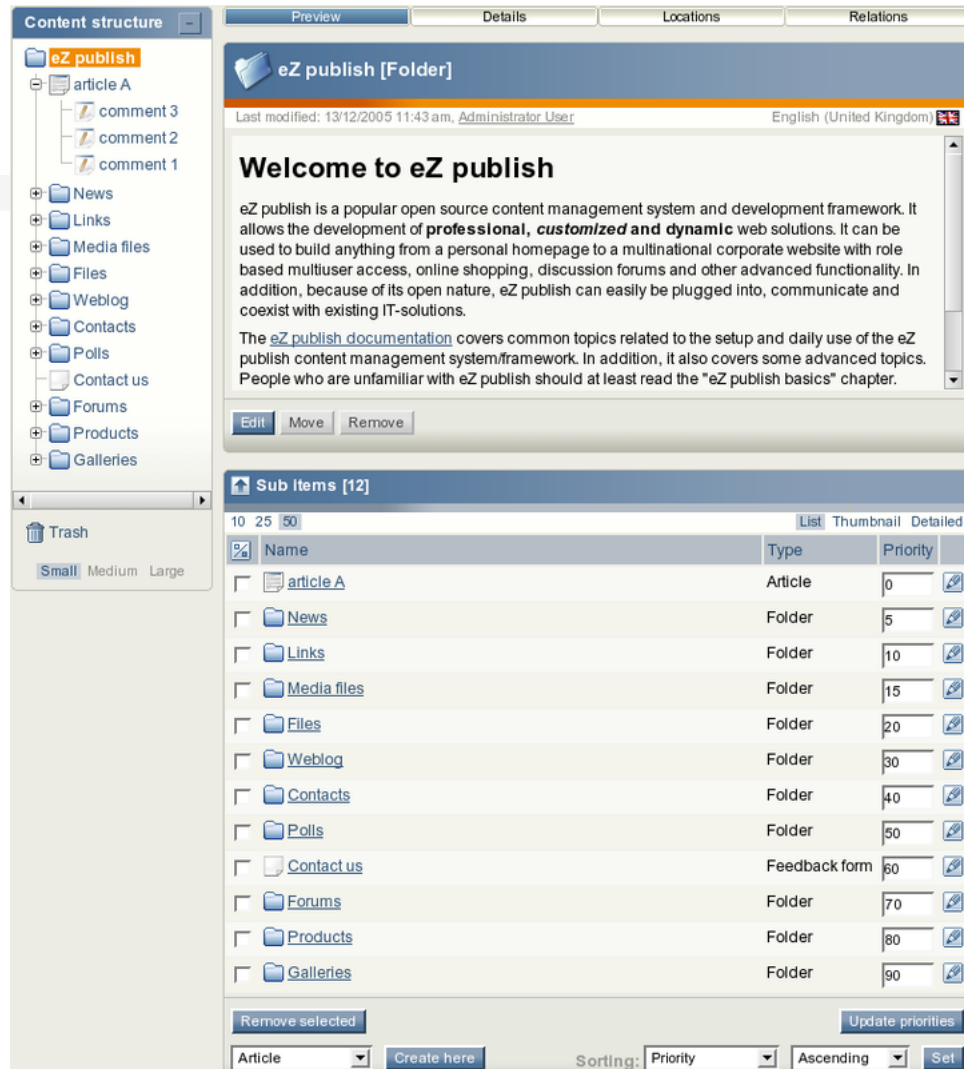 Content structure -
eZ publish
article A
comment 3
comment 2
comment 1
News
Links
Media files
Files
Weblog
Contacts
Polls
Contact us
Forums
Products
Galleries
Trash
Small Medium Large
Preview Details Locations Relations
eZ publish [Folder]
Last modified: 13/12/2005 11:43 am, Administrator User English (United Kingdom)
Welcome to eZ publish
eZ publish is a popular open source content management system and development framework. It
allows the development of professional, customized and dynamic web solutions. It can be
used to build anything from a personal homepage to a multinational corporate website with role
based multiuser access, online shopping, discussion forums and other advanced functionality. In
addition, because of its open nature, eZ publish can easily be plugged into, communicate and
coexist with existing IT-solutions.
The eZ publish documentation covers common topics related to the setup and daily use of the eZ
publish content management system/framework. In addition, it also covers some advanced topics.
People who are unfamiliar with eZ publish should at least read the "eZ publish basics" chapter.
Edit Move Remove
Sub items [12]
10 25 50 List Thumbnail Detailed
Name Type Priority
article A Article 0
News Folder 5
Links Folder 10
Media files Folder 15
Files Folder 20
Weblog Folder 30
Contacts Folder 40
Polls Folder 50
Contact us Feedback form 60
Forums Folder 70
Products Folder 80
Galleries Folder 90
Remove selected Update priorities
Article Create here Sorting: Priority Ascending Set